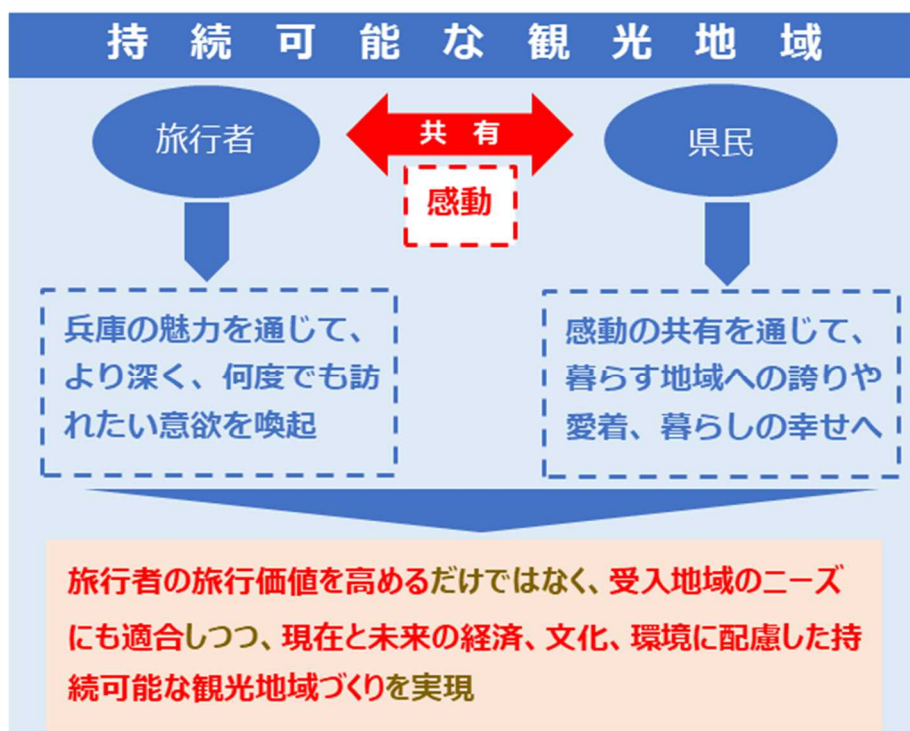 持続可能な観光地域
旅行者
共有
県民
感動
兵庫の魅力を通じて、
より深く、何度でも訪
れたい意欲を喚起
感動の共有を通じて、
暮らす地域への誇りや
愛着、暮らしの幸せへ
旅行者の旅行価値を高めるだけではなく、受入地域のニーズ
にも適合しつつ、現在と未来の経済、文化、環境に配慮した持
続可能な観光地域づくりを実現